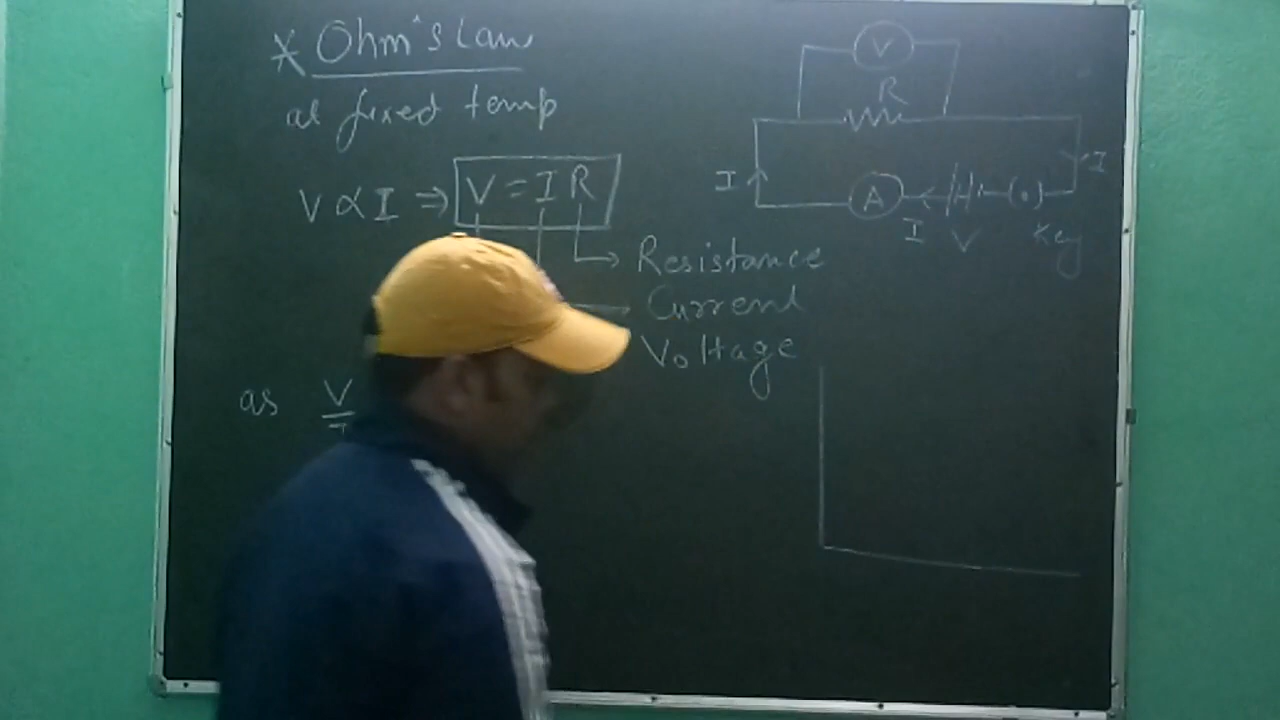 * Ohm's Law
at fixed temp
V ∝ I ⇒ V = I R
Resistance
Current
Voltage
as V
V
R
I
A
I
V
Key
I